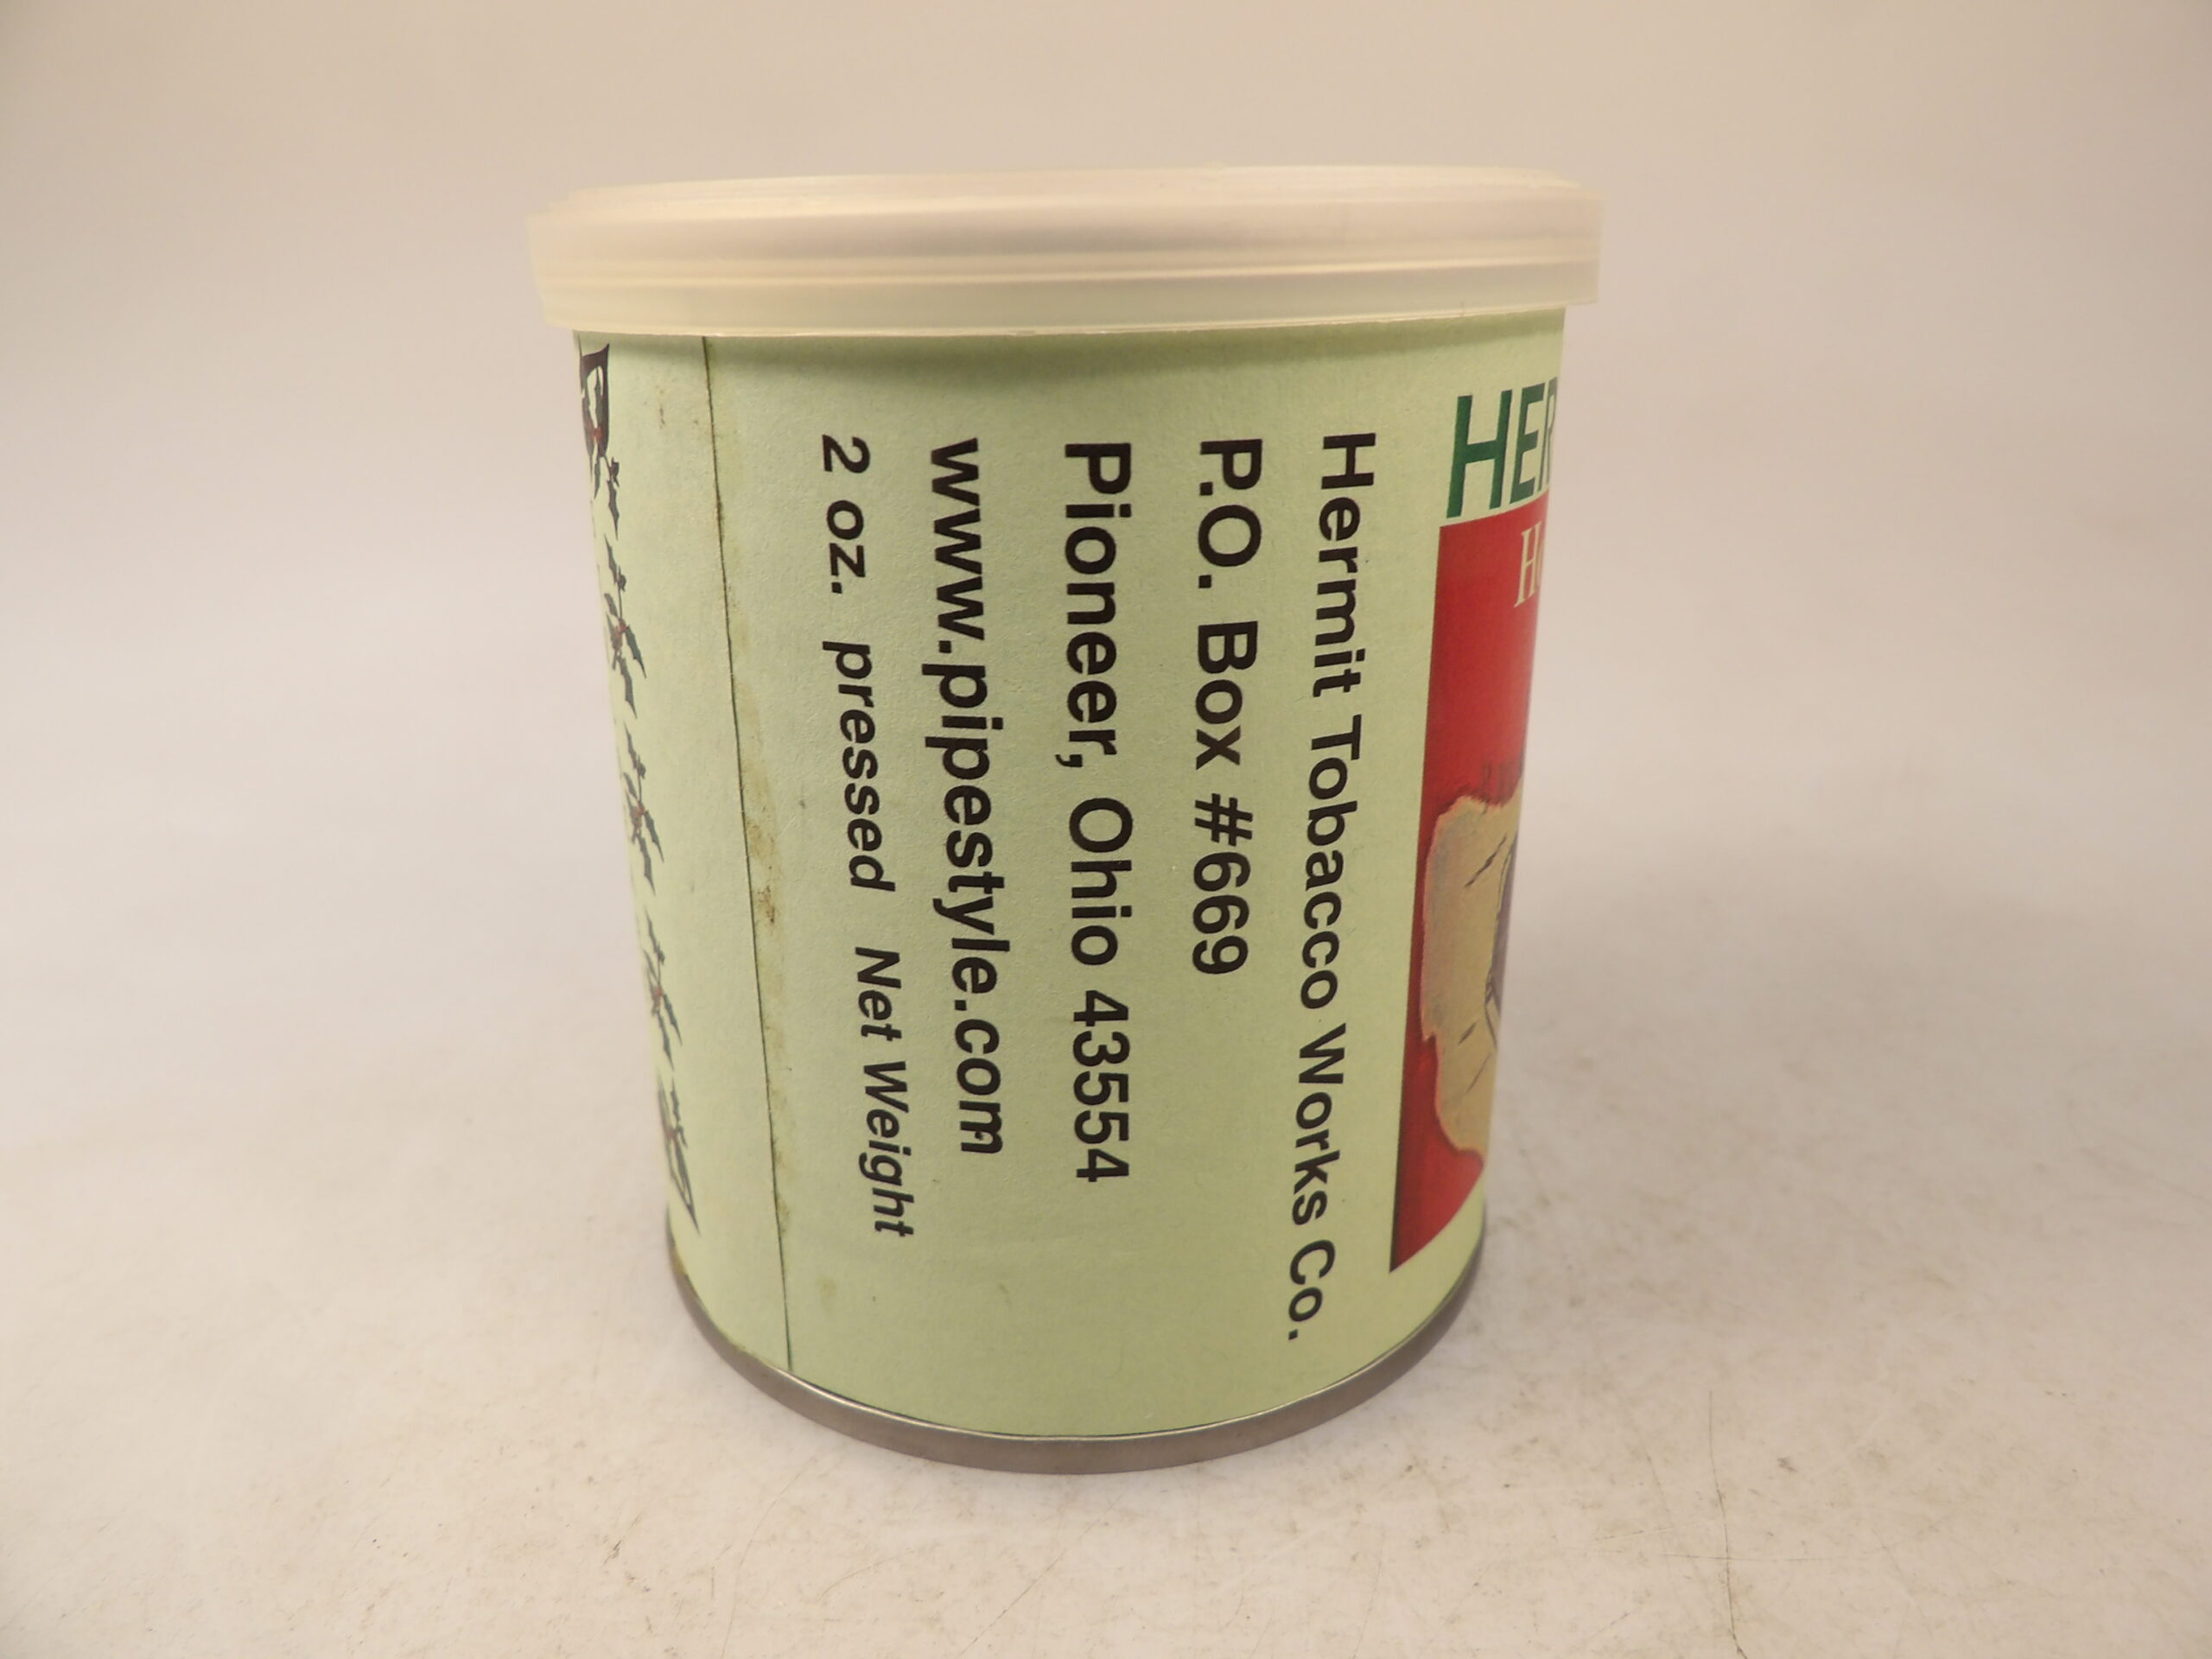 Hermit Tobacco Works Co.
P.O. Box #669
Pioneer, Ohio 43554
www.pipestyle.com
2 oz. pressed Net Weight